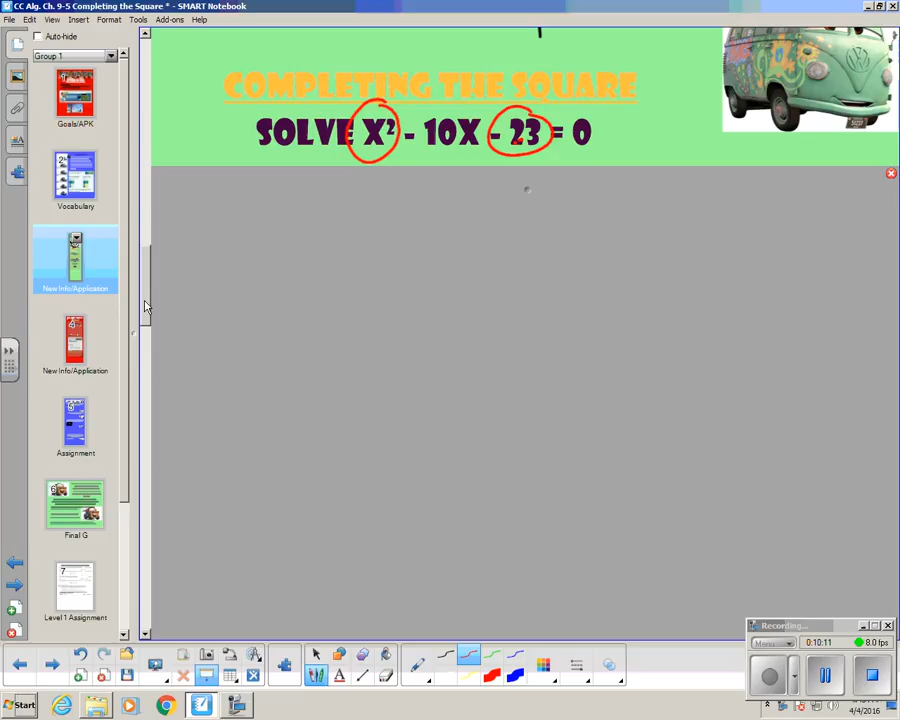 CC Alg. Ch. 9-5 Completing the Square * - SMART Notebook
File Edit View Insert Format Tools Add-ons Help
Auto-hide
Group 1
Goals/APK
Vocabulary
New Info/Application
New Info/Application
Assignment
Final G
Level 1 Assignment
COMPLETING THE SQUARE
SOLVE X² - 10X - 23 = 0
Recording...
Menu
0:10:11
8.0 fps
Start
4/4/2016